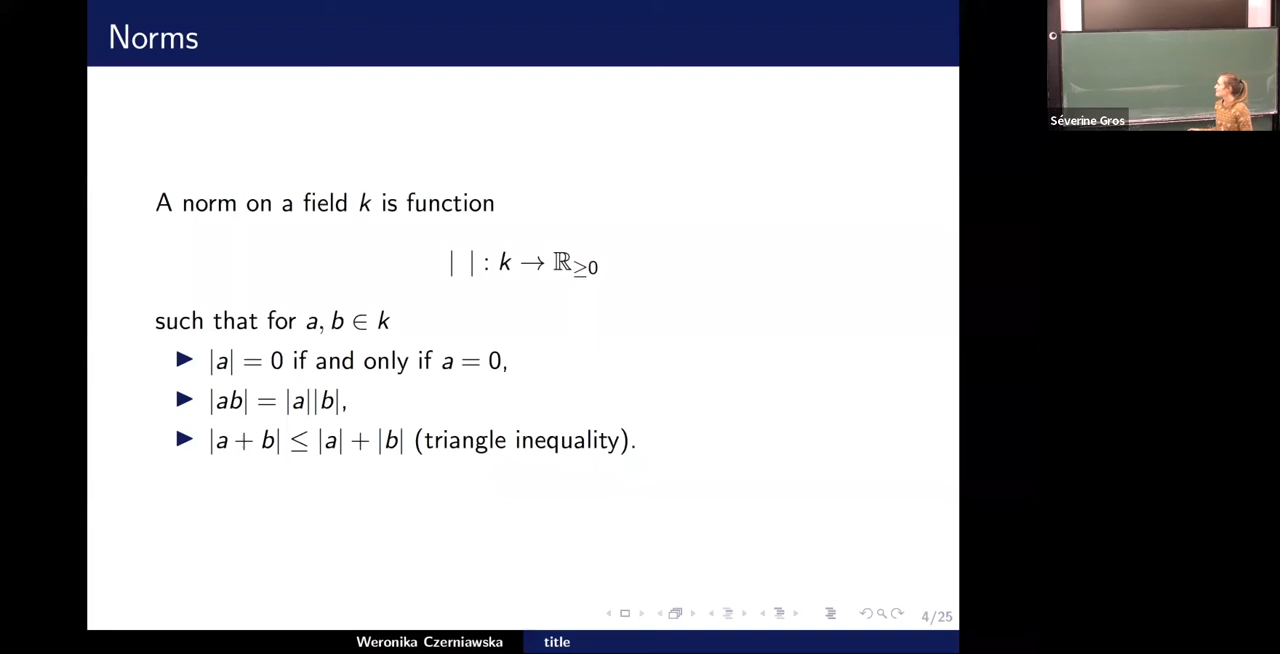 Norms
A norm on a field k is function
| | : k → ℝ≥0
such that for a, b ∈ k
▶ |a| = 0 if and only if a = 0,
▶ |ab| = |a||b|,
▶ |a + b| ≤ |a| + |b| (triangle inequality).
4/25
Weronika Czerniawska title
Séverine Gros